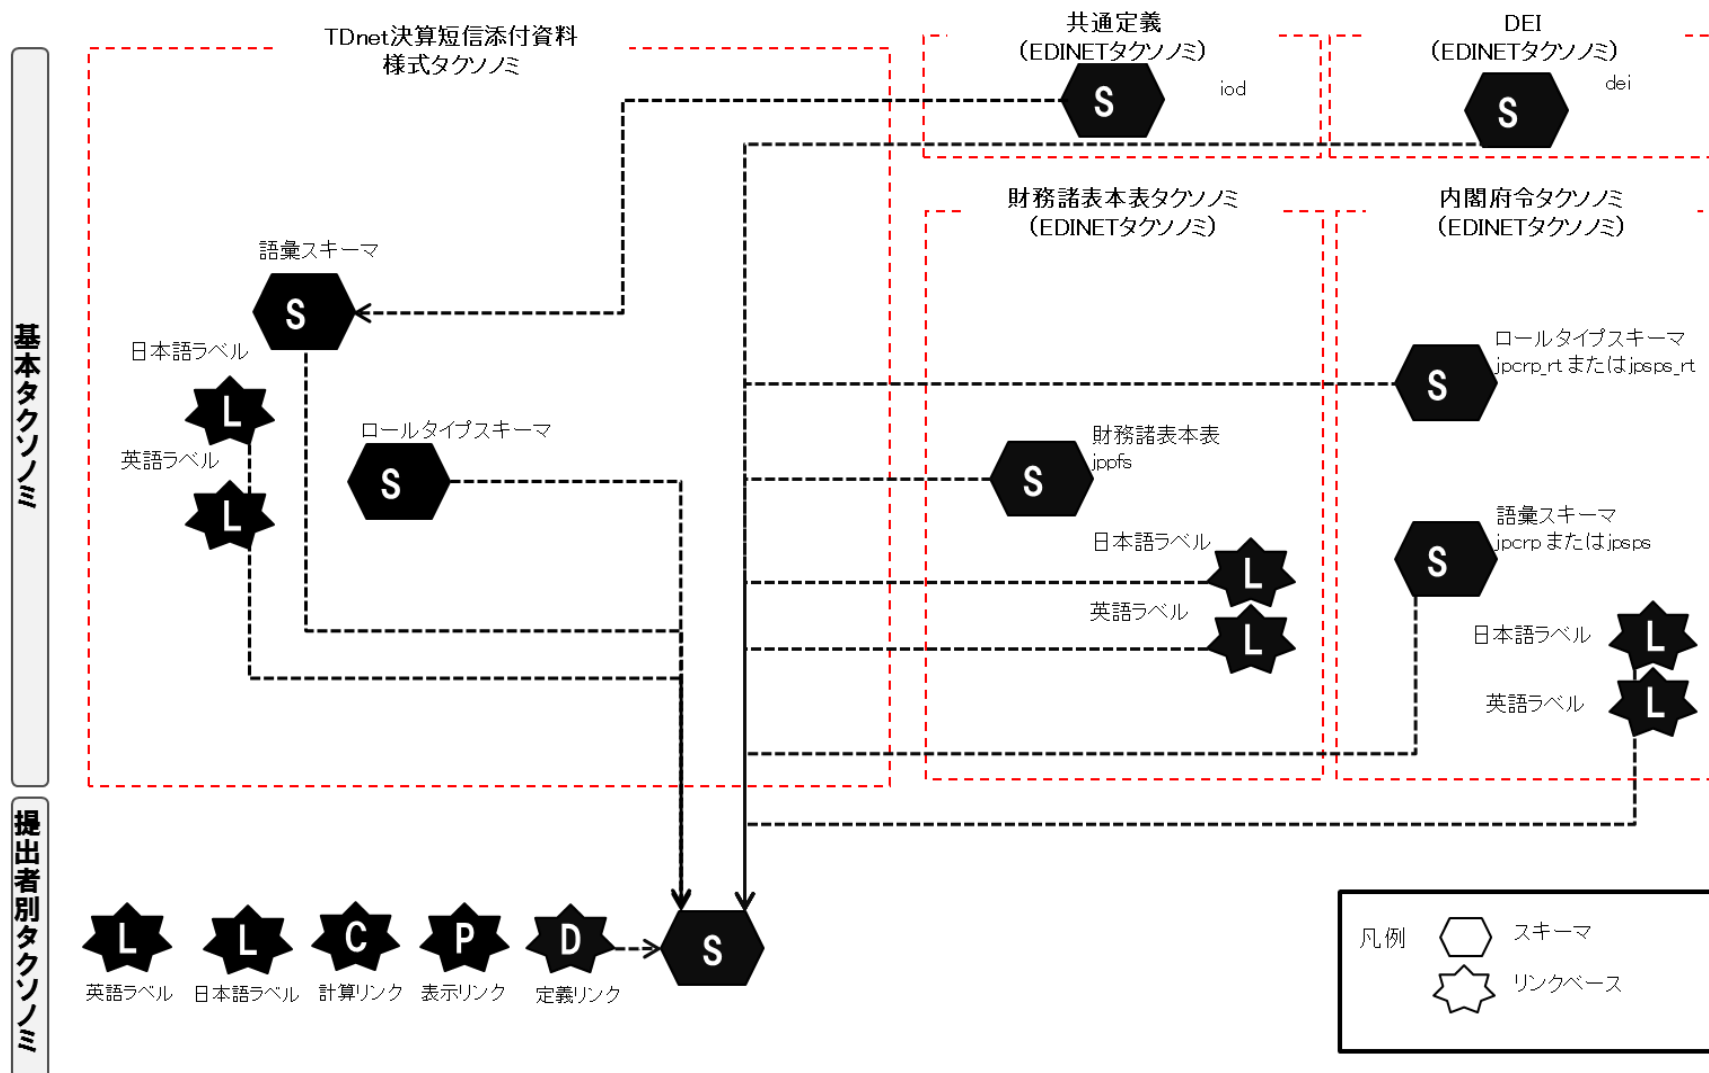 TDnet決算短信添付資料
様式タクソノミ
共通定義
(EDINETタクソノミ)
DEI
(EDINETタクソノミ)
S
iod
S
dei
財務諸表本表タクソノミ
(EDINETタクソノミ)
内閣府令タクソノミ
(EDINETタクソノミ)
基本タクソノミ
語彙スキーマ
S
日本語ラベル
L
英語ラベル
L
ロールタイプスキーマ
S
財務諸表本表
jppfs
S
日本語ラベル
L
英語ラベル
L
ロールタイプスキーマ
jpcrp_rt または jpsps_rt
S
語彙スキーマ
jpcrp または jpsps
S
日本語ラベル
L
英語ラベル
L
提出者別タクソノミ
L
L
C
P
D
S
英語ラベル
日本語ラベル
計算リンク
表示リンク
定義リンク
凡例
スキーマ
リンクベース